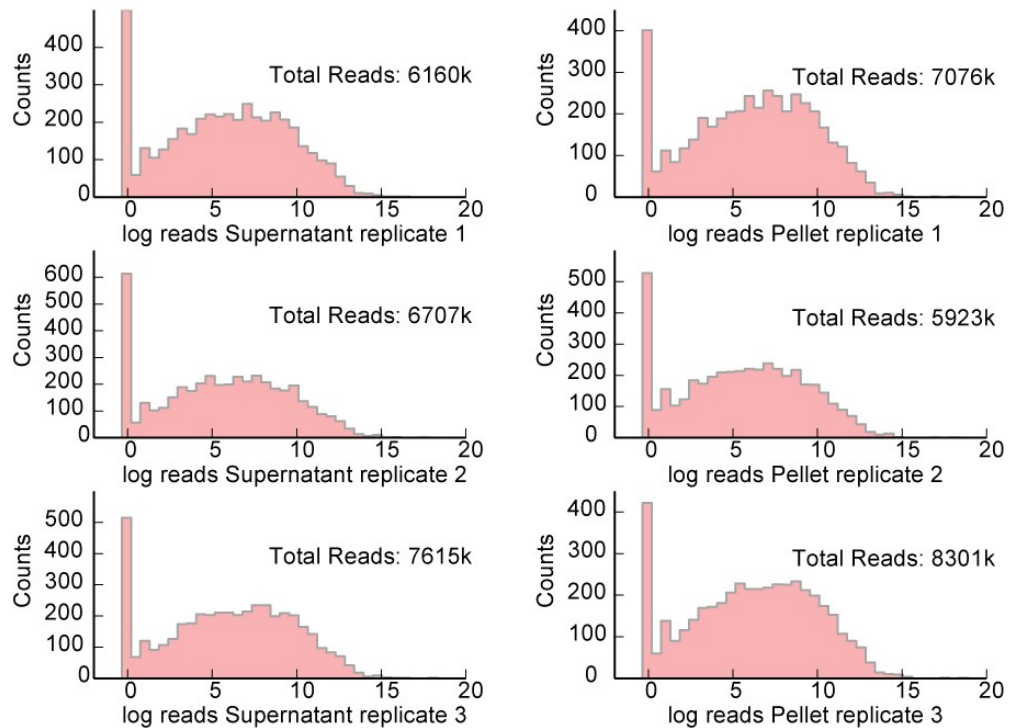 400
300
200
100
0
Counts
Total Reads: 6160k
0 5 10 15 20
log reads Supernatant replicate 1
400
300
200
100
0
Counts
Total Reads: 7076k
0 5 10 15 20
log reads Pellet replicate 1
600
500
400
300
200
100
0
Counts
Total Reads: 6707k
0 5 10 15 20
log reads Supernatant replicate 2
500
400
300
200
100
0
Counts
Total Reads: 5923k
0 5 10 15 20
log reads Pellet replicate 2
500
400
300
200
100
0
Counts
Total Reads: 7615k
0 5 10 15 20
log reads Supernatant replicate 3
400
300
200
100
0
Counts
Total Reads: 8301k
0 5 10 15 20
log reads Pellet replicate 3